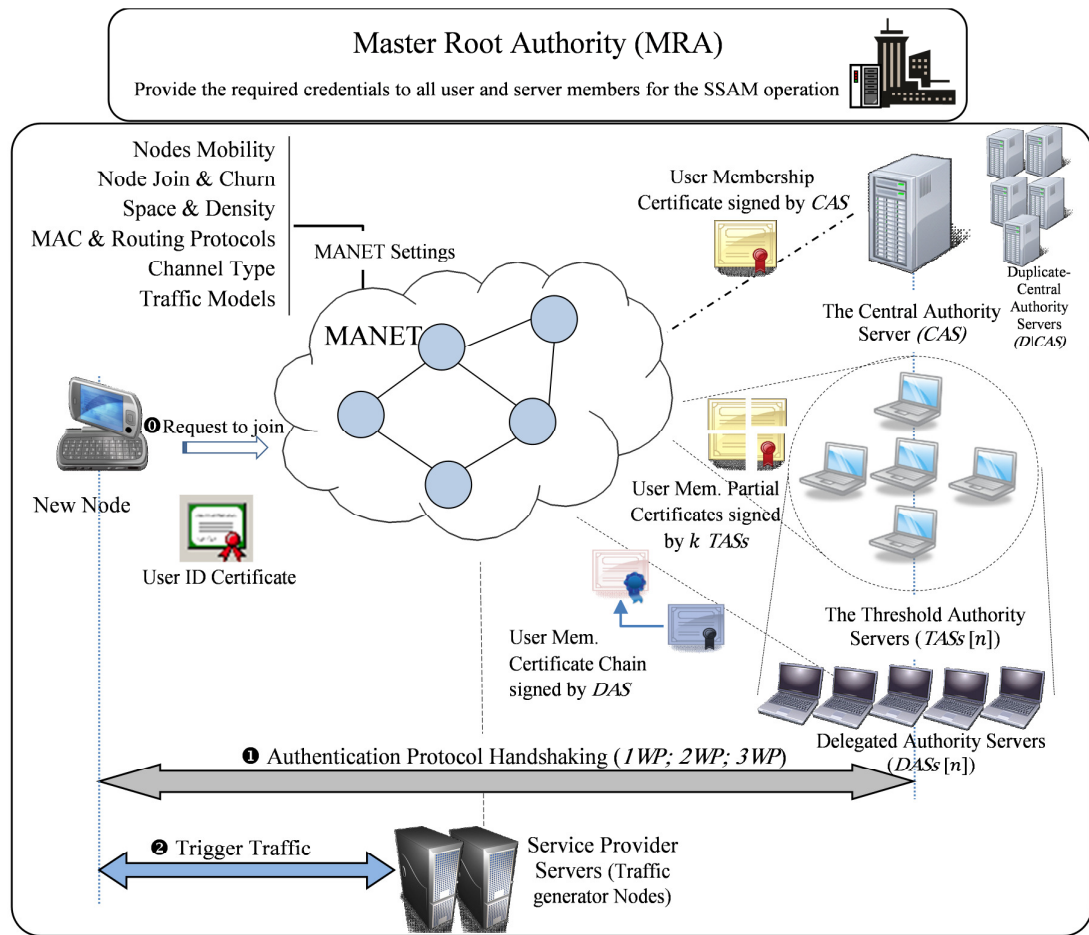 Master Root Authority (MRA)
Provide the required credentials to all user and server members for the SSAM operation
Nodes Mobility
Node Join & Churn
Space & Density
MAC & Routing Protocols
Channel Type
Traffic Models
MANET Settings
User Membership
Certificate signed by CAS
Duplicate-
Central
Authority
Servers
(D|CAS)
The Central Authority
Server (CAS)
MANET
⓿ Request to join
New Node
User ID Certificate
User Mem. Partial
Certificates signed
by k TASs
The Threshold Authority
Servers (TASs [n])
User Mem.
Certificate Chain
signed by DAS
Delegated Authority Servers
(DASs [n])
❶ Authentication Protocol Handshaking (1WP; 2WP; 3WP)
❷ Trigger Traffic
Service Provider
Servers (Traffic
generator Nodes)